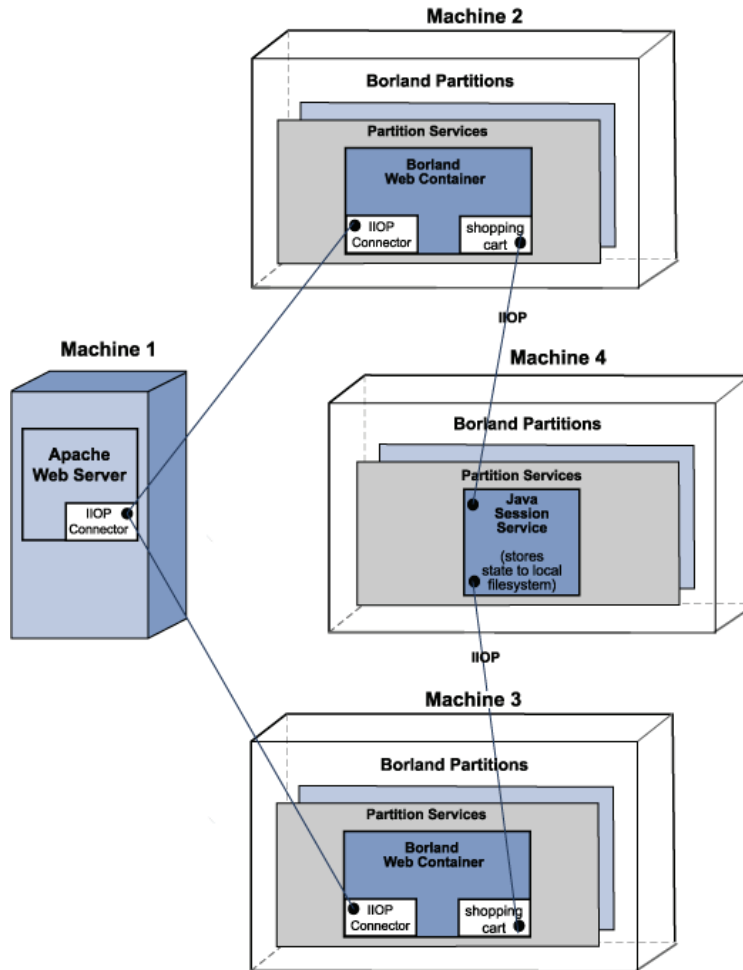 Machine 2
Borland Partitions
Partition Services
Borland
Web Container
IIOP
Connector
shopping
cart
IIOP
Machine 1
Apache
Web Server
IIOP
Connector
Machine 4
Borland Partitions
Partition Services
Java
Session
Service
(stores
state to local
filesystem)
IIOP
Machine 3
Borland Partitions
Partition Services
Borland
Web Container
IIOP
Connector
shopping
cart